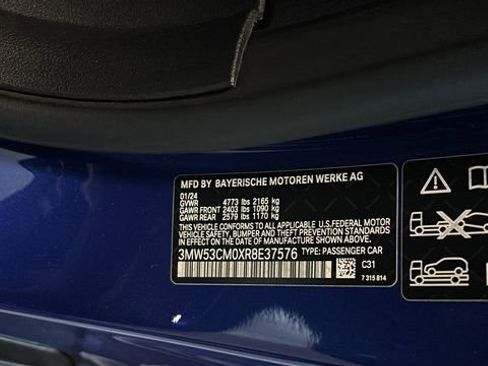 MFD BY BAYERISCHE MOTOREN WERKE AG
01/24
GVWR 4773 lbs 2165 kg
GAWR FRONT 2403 lbs 1090 kg
GAWR REAR 2579 lbs 1170 kg
THIS VEHICLE CONFORMS TO ALL APPLICABLE U.S.FEDERAL MOTOR
VEHICLE SAFETY, BUMPER, AND THEFT PREVENTION STANDARDS
IN EFFECT ON THE DATE OF MANUFACTURE SHOWN ABOVE.
3MW53CM0XR8E37576 TYPE: PASSENGER CAR
C31
7 315 814